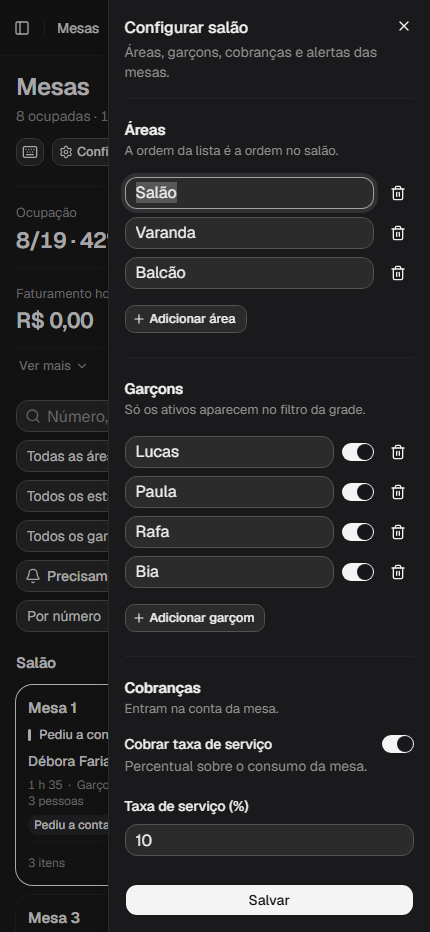 Mesas
Mesas
8 ocupadas · 1
Confi
Ocupação
8/19 · 42
Faturamento ho
R$ 0,00
Ver mais
Número,
Todas as áre
Todos os est
Todos os gar
Precisam
Por número
Salão
Mesa 1
Pediu a con
Débora Faria
1 h 35 · Garço
3 pessoas
Pediu a conta
3 itens
Mesa 3
Configurar salão
Áreas, garçons, cobranças e alertas das
mesas.
Áreas
A ordem da lista é a ordem no salão.
Salão
Varanda
Balcão
+ Adicionar área
Garçons
Só os ativos aparecem no filtro da grade.
Lucas
Paula
Rafa
Bia
+ Adicionar garçom
Cobranças
Entram na conta da mesa.
Cobrar taxa de serviço
Percentual sobre o consumo da mesa.
Taxa de serviço (%)
10
Salvar